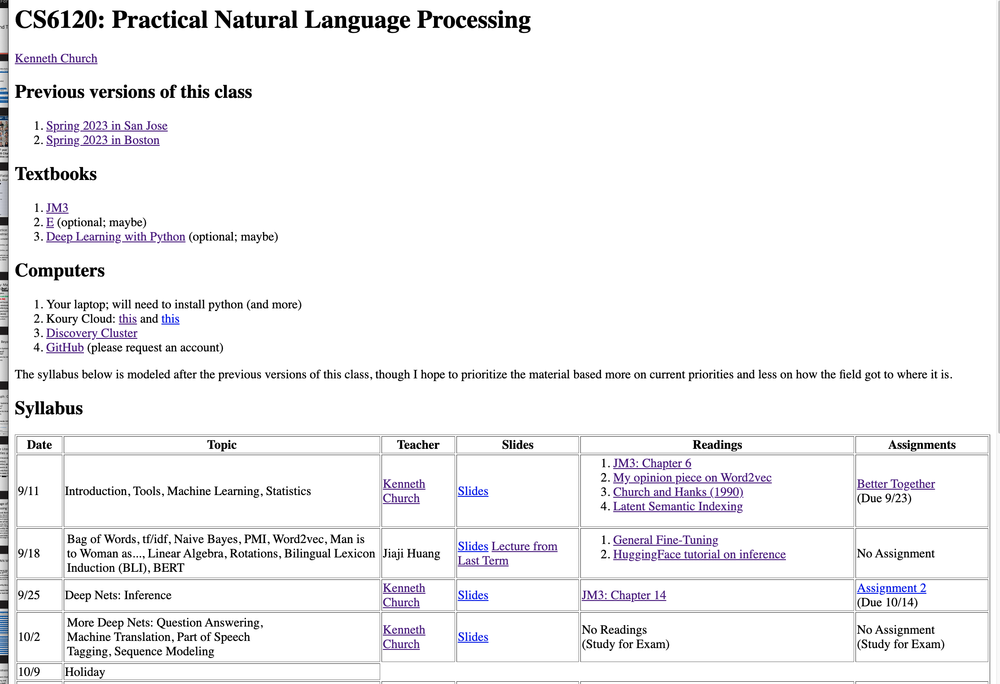 CS6120: Practical Natural Language Processing
Kenneth Church
Previous versions of this class
1. Spring 2023 in San Jose
2. Spring 2023 in Boston
Textbooks
1. JM3
2. E (optional; maybe)
3. Deep Learning with Python (optional; maybe)
Computers
1. Your laptop; will need to install python (and more)
2. Koury Cloud: this and this
3. Discovery Cluster
4. GitHub (please request an account)
The syllabus below is modeled after the previous versions of this class, though I hope to prioritize the material based more on current priorities and less on how the field got to where it is.
Syllabus
Date Topic Teacher Slides Readings Assignments
9/11
Introduction, Tools, Machine Learning, Statistics
Kenneth
Church
Slides
1. JM3: Chapter 6
2. My opinion piece on Word2vec
3. Church and Hanks (1990)
4. Latent Semantic Indexing
Better Together
(Due 9/23)
9/18
Bag of Words, tf/idf, Naive Bayes, PMI, Word2vec, Man is
to Woman as..., Linear Algebra, Rotations, Bilingual Lexicon
Induction (BLI), BERT
Jiaji Huang
Slides Lecture from
Last Term
1. General Fine-Tuning
2. HuggingFace tutorial on inference
No Assignment
9/25
Deep Nets: Inference
Kenneth
Church
Slides
JM3: Chapter 14
Assignment 2
(Due 10/14)
10/2
More Deep Nets: Question Answering,
Machine Translation, Part of Speech
Tagging, Sequence Modeling
Kenneth
Church
Slides
No Readings
(Study for Exam)
No Assignment
(Study for Exam)
10/9
Holiday